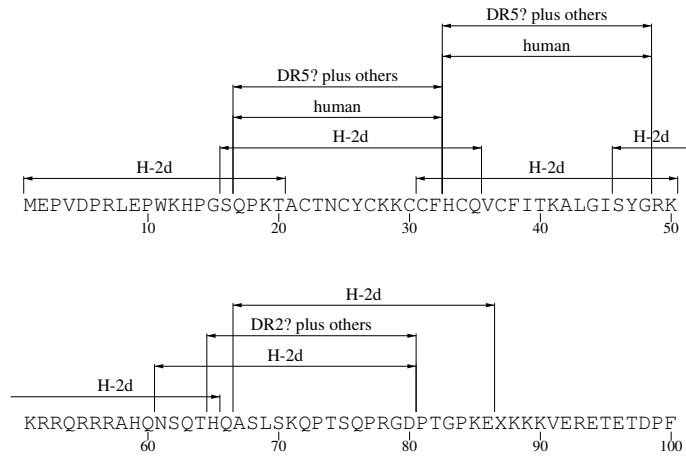 DR5? plus others
human
DR5? plus others
human
H-2d
H-2d
H-2d
H-2d
MEPVDPRLEPWKHPGSQPKTACTNCYCKKCCFHCQVCFITKALGISYGRK
10 20 30 40 50
H-2d
DR2? plus others
H-2d
H-2d
KRRQRRRAHQNSQTHQASLSKQPTSQPRGDPTGPKEXKKKVERETETDPF
60 70 80 90 100